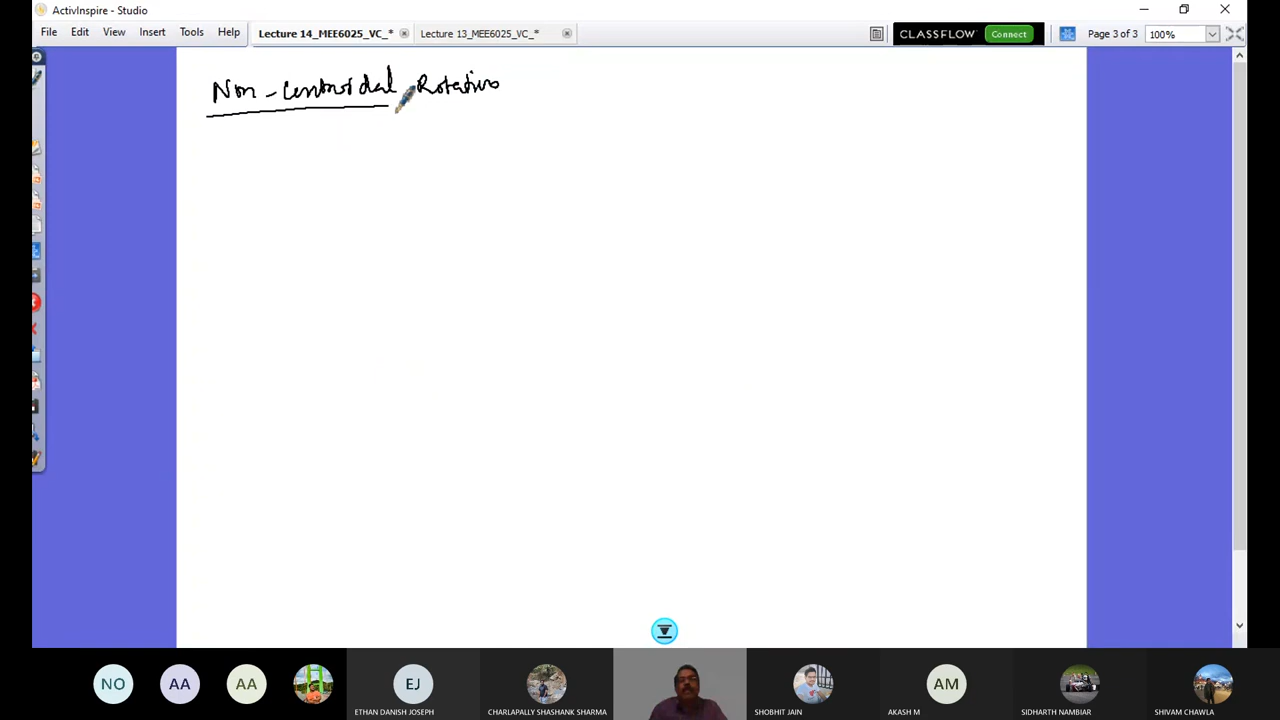 ActivInspire - Studio
File Edit View Insert Tools Help
Lecture 14_MEE6025_VC_*
Lecture 13_MEE6025_VC_*
CLASSFLOW Connect
Page 3 of 3
100%
Non-Centroidal Rotation
NO
AA
AA
EJ
AM
ETHAN DANISH JOSEPH
CHARLAPALLY SHASHANK SHARMA
SHOBHIT JAIN
AKASH M
SIDHARTH NAMBIAR
SHIVAM CHAWLA